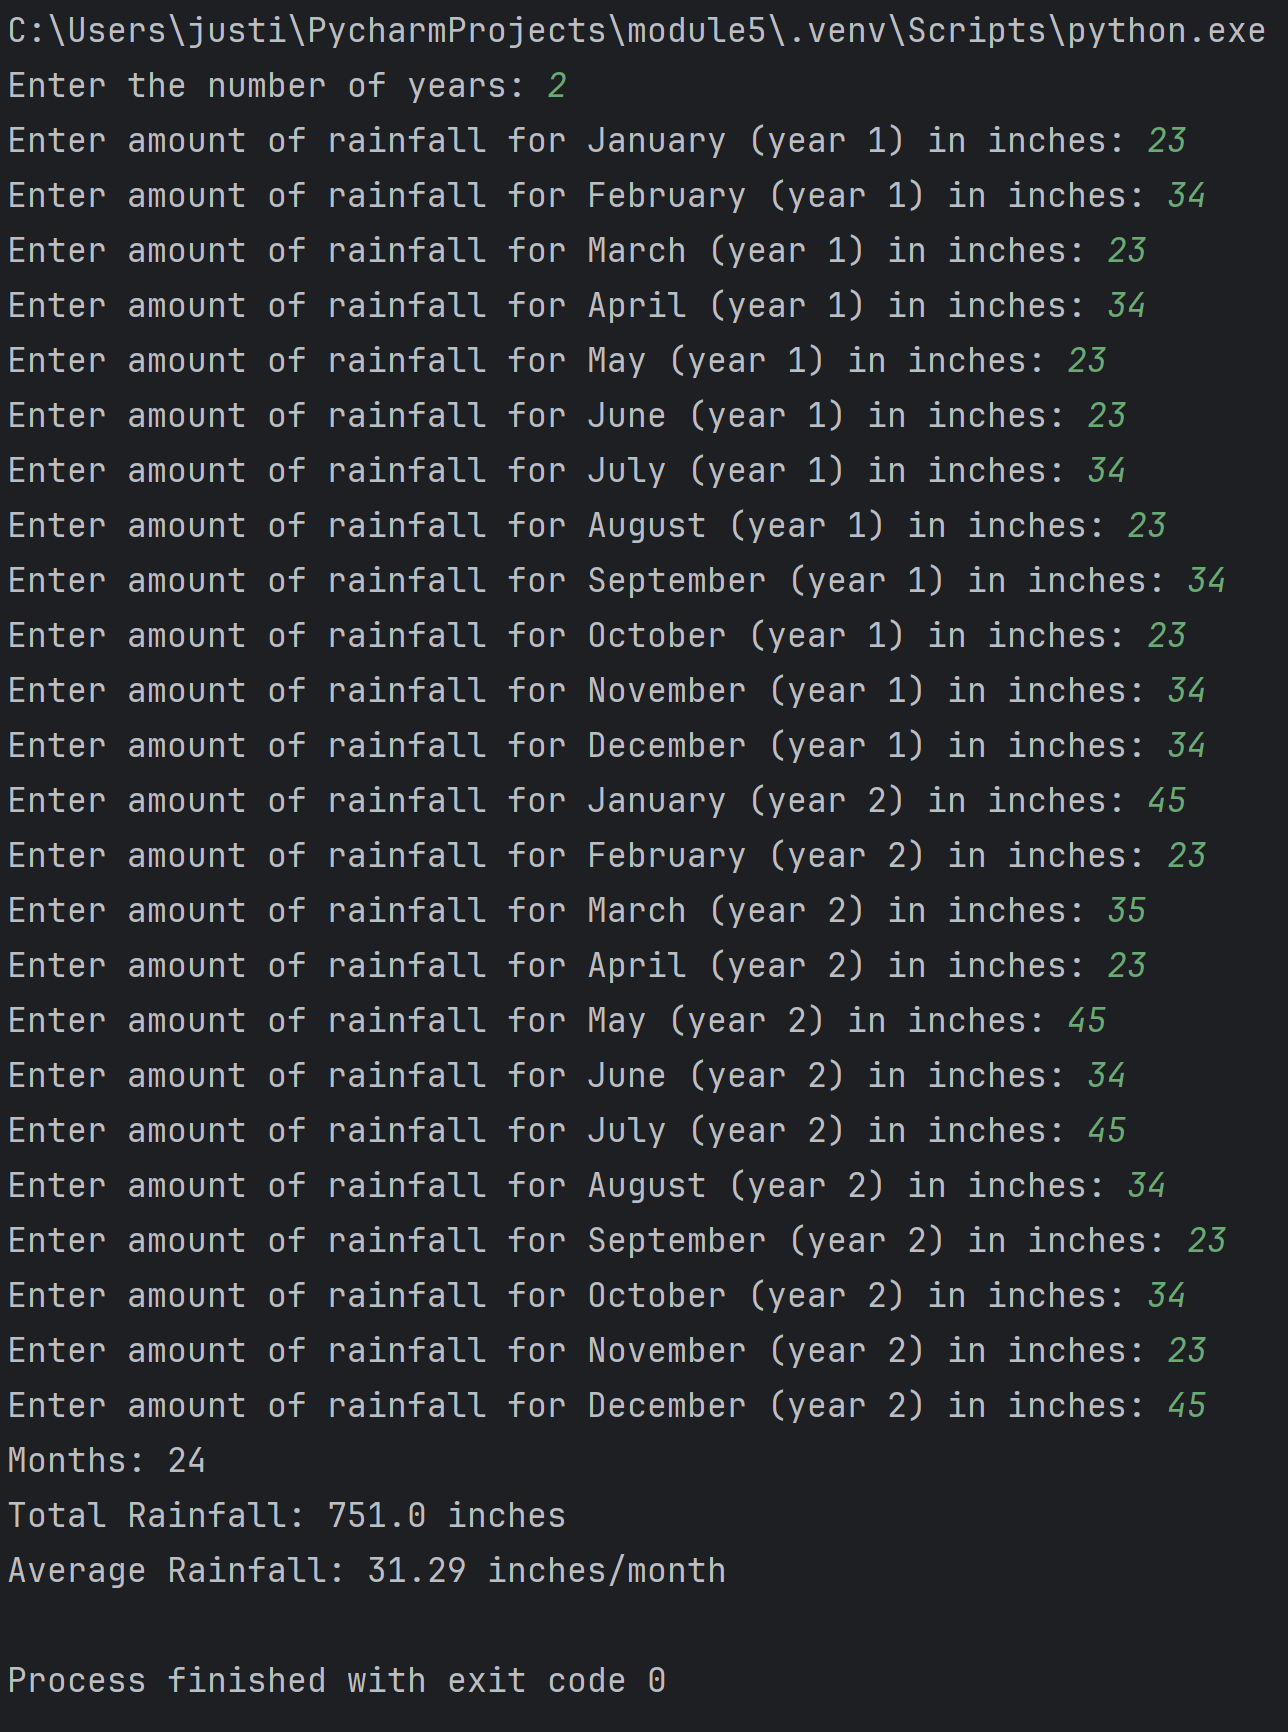 C:\Users\justi\PycharmProjects\module5\.venv\Scripts\python.exe
Enter the number of years: 2
Enter amount of rainfall for January (year 1) in inches: 23
Enter amount of rainfall for February (year 1) in inches: 34
Enter amount of rainfall for March (year 1) in inches: 23
Enter amount of rainfall for April (year 1) in inches: 34
Enter amount of rainfall for May (year 1) in inches: 23
Enter amount of rainfall for June (year 1) in inches: 23
Enter amount of rainfall for July (year 1) in inches: 34
Enter amount of rainfall for August (year 1) in inches: 23
Enter amount of rainfall for September (year 1) in inches: 34
Enter amount of rainfall for October (year 1) in inches: 23
Enter amount of rainfall for November (year 1) in inches: 34
Enter amount of rainfall for December (year 1) in inches: 34
Enter amount of rainfall for January (year 2) in inches: 45
Enter amount of rainfall for February (year 2) in inches: 23
Enter amount of rainfall for March (year 2) in inches: 35
Enter amount of rainfall for April (year 2) in inches: 23
Enter amount of rainfall for May (year 2) in inches: 45
Enter amount of rainfall for June (year 2) in inches: 34
Enter amount of rainfall for July (year 2) in inches: 45
Enter amount of rainfall for August (year 2) in inches: 34
Enter amount of rainfall for September (year 2) in inches: 23
Enter amount of rainfall for October (year 2) in inches: 34
Enter amount of rainfall for November (year 2) in inches: 23
Enter amount of rainfall for December (year 2) in inches: 45
Months: 24
Total Rainfall: 751.0 inches
Average Rainfall: 31.29 inches/month
Process finished with exit code 0